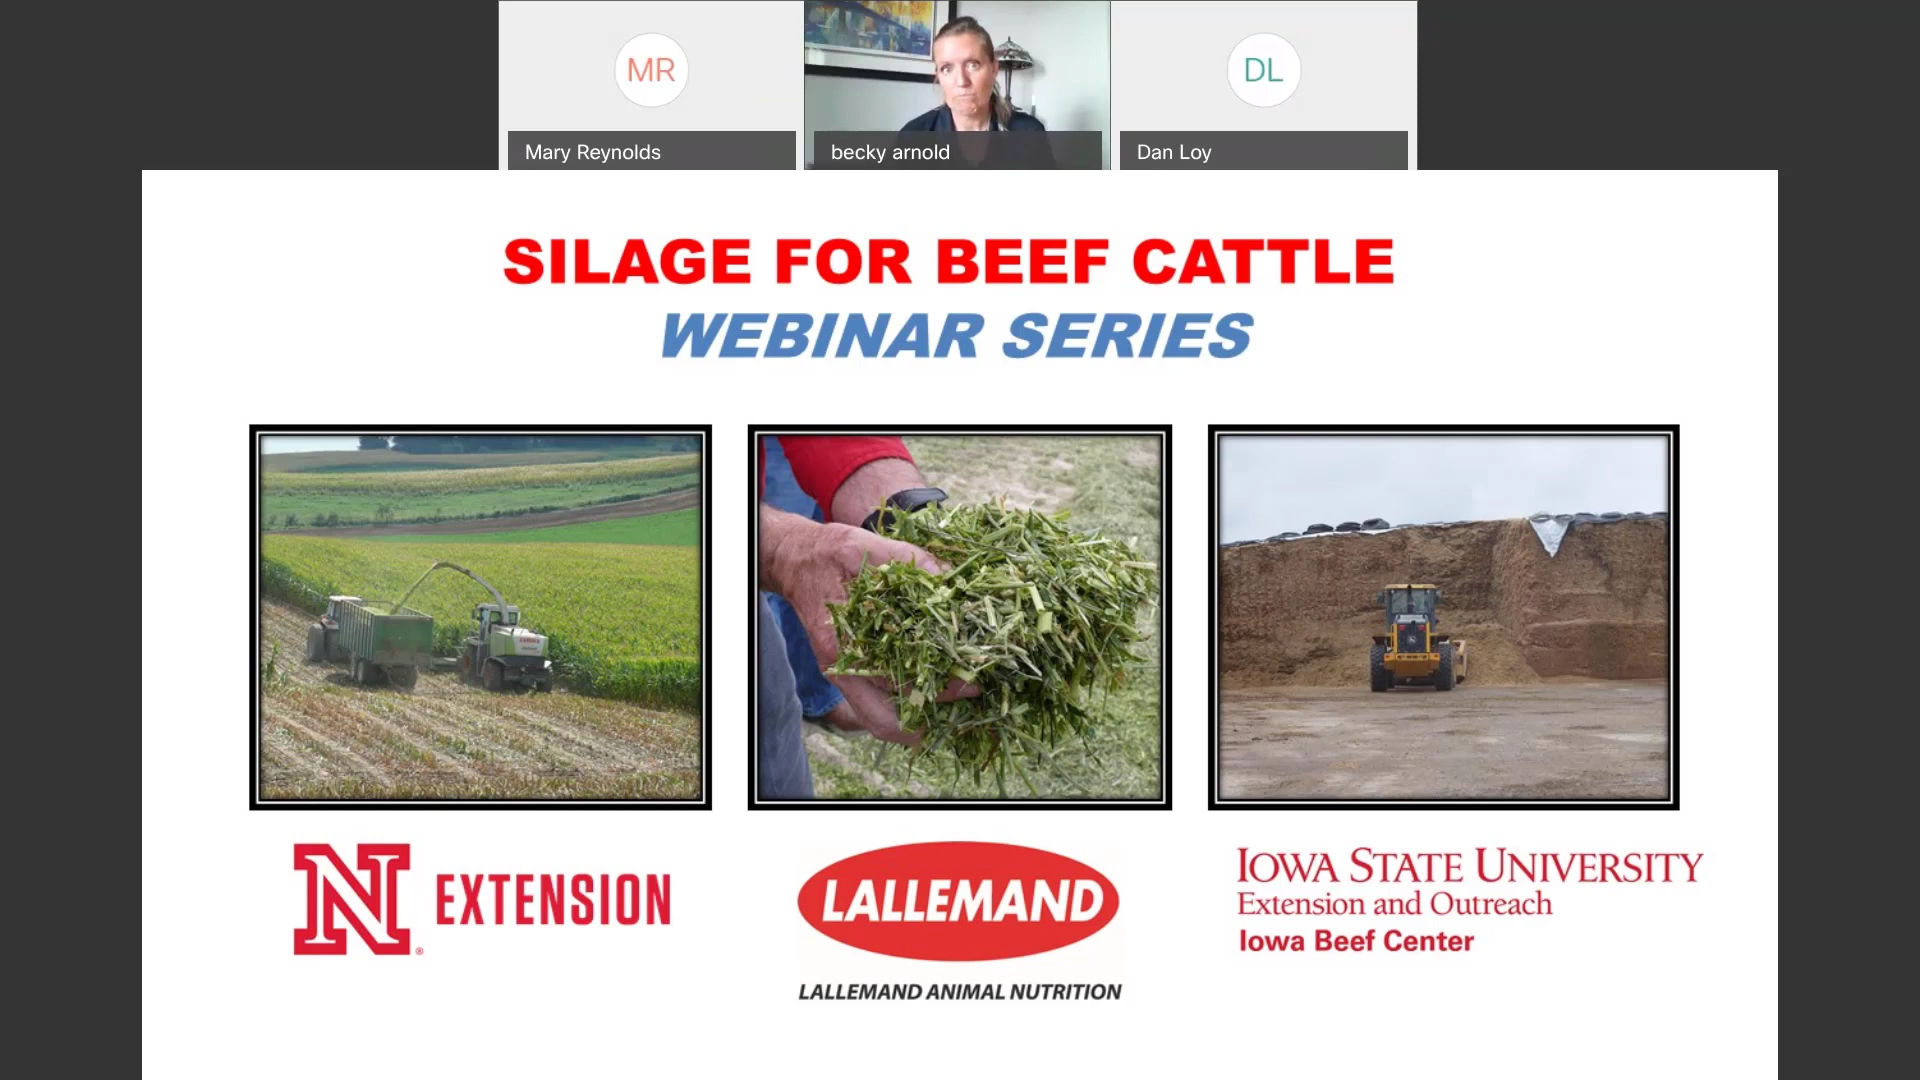 MR
DL
Mary Reynolds
becky arnold
Dan Loy
SILAGE FOR BEEF CATTLE
WEBINAR SERIES
N EXTENSION
®
LALLEMAND
LALLEMAND ANIMAL NUTRITION
IOWA STATE UNIVERSITY
Extension and Outreach
Iowa Beef Center